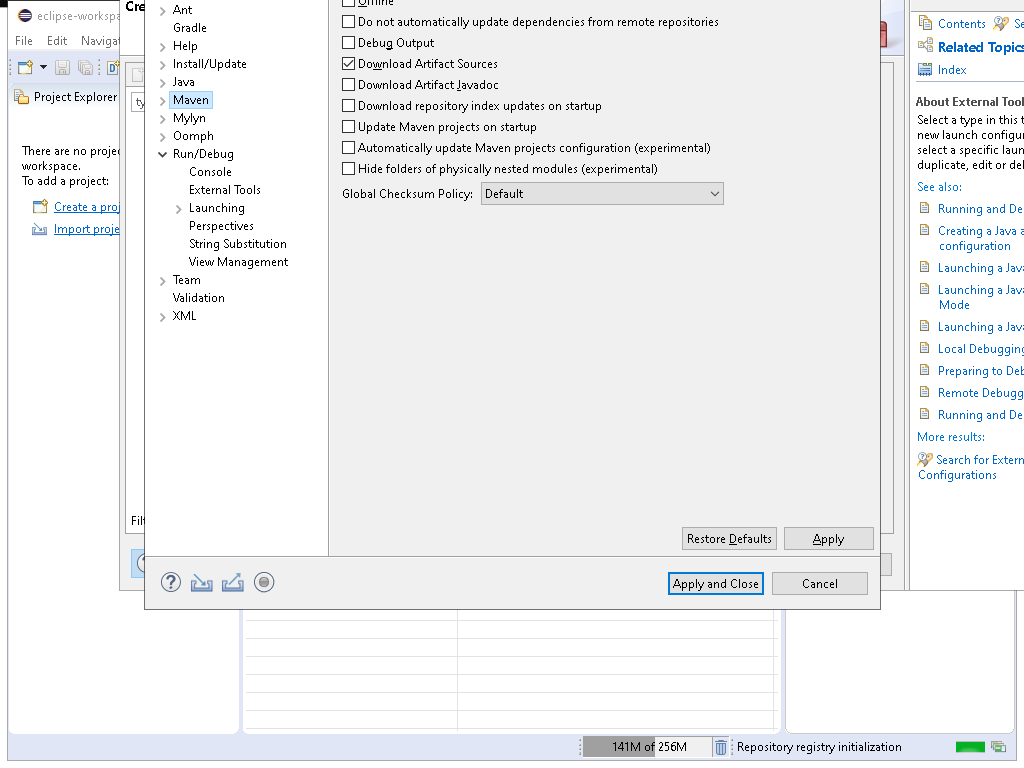 eclipse-workspa
File Edit Navigat
Project Explorer
There are no projec
workspace.
To add a project:
Create a proj
Import proje
Cre
ty
Filt
Ant
Gradle
Help
Install/Update
Java
Maven
Mylyn
Oomph
Run/Debug
Console
External Tools
Launching
Perspectives
String Substitution
View Management
Team
Validation
XML
Offline
Do not automatically update dependencies from remote repositories
Debug Output
Download Artifact Sources
Download Artifact Javadoc
Download repository index updates on startup
Update Maven projects on startup
Automatically update Maven projects configuration (experimental)
Hide folders of physically nested modules (experimental)
Global Checksum Policy: Default
Restore Defaults Apply
Apply and Close Cancel
Contents Se
Related Topics
Index
About External Tool
Select a type in this t
new launch configur
select a specific laun
duplicate, edit or del
See also:
Running and De
Creating a Java a
configuration
Launching a Java
Launching a Java
Mode
Launching a Java
Local Debugging
Preparing to Deb
Remote Debugg
Running and De
More results:
Search for Extern
Configurations
141M of 256M
Repository registry initialization